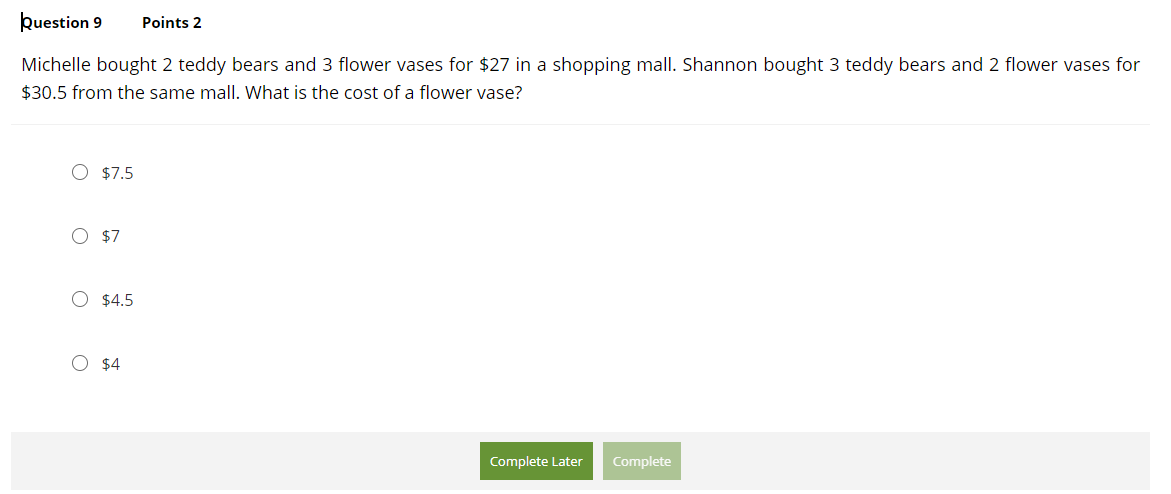 Question 9 Points 2
Michelle bought 2 teddy bears and 3 flower vases for $27 in a shopping mall. Shannon bought 3 teddy bears and 2 flower vases for
$30.5 from the same mall. What is the cost of a flower vase?
$7.5
$7
$4.5
$4
Complete Later Complete